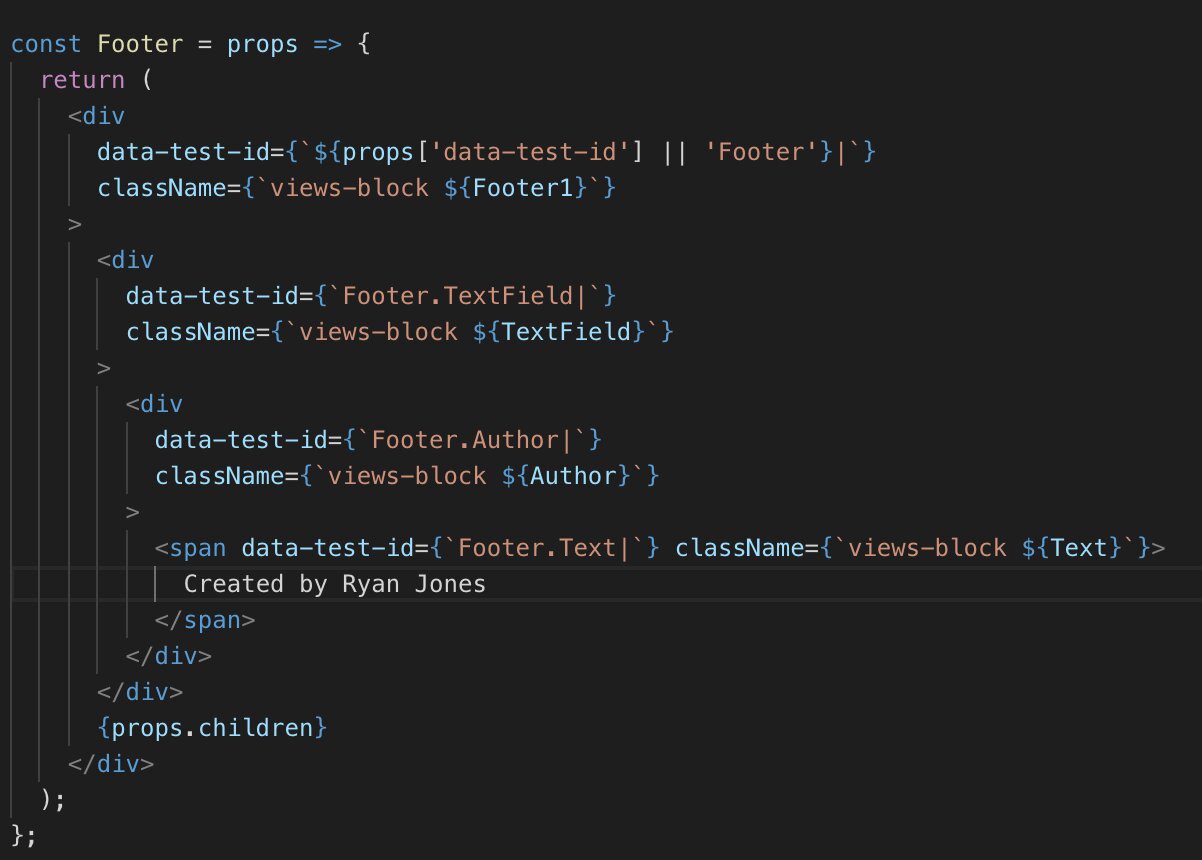 const Footer = props => {
  return (
    <div
      data-test-id={`${props['data-test-id'] || 'Footer'}|`}
      className={`views-block ${Footer1}`}
    >
      <div
        data-test-id={`Footer.TextField|`}
        className={`views-block ${TextField}`}
      >
        <div
          data-test-id={`Footer.Author|`}
          className={`views-block ${Author}`}
        >
          <span data-test-id={`Footer.Text|`} className={`views-block ${Text}`}>
            Created by Ryan Jones
          </span>
        </div>
      </div>
      {props.children}
    </div>
  );
};